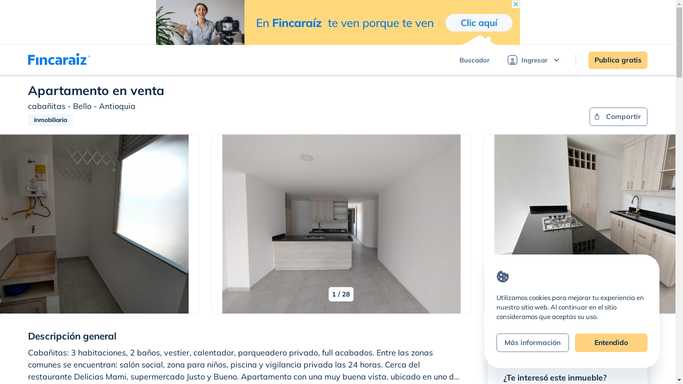 En Fincaraíz te ven porque te ven
Clic aquí
Fincaraiz
Buscador
Ingresar
Publica gratis
Apartamento en venta
cabañitas - Bello - Antioquia
Inmobiliaria
Compartir
1 / 28
Utilizamos cookies para mejorar tu experiencia en
nuestro sitio web. Al continuar en el sitio
consideramos que aceptas su uso.
Más información
Entendido
Descripción general
Cabañitas: 3 habitaciones, 2 baños, vestier, calentador, parqueadero privado, full acabados. Entre las zonas
comunes se encuentran: salón social, zona para niños, piscina y vigilancia privada las 24 horas. Cerca del
restaurante Delicias Mami, supermercado Justo y Bueno. Apartamento con una muy buena vista, ubicado en uno d...
¿Te interesó este inmueble?